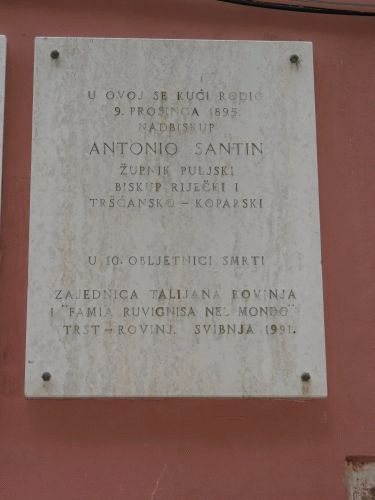 U OVOJ SE KUĆI RODIO
9. PROSINCA 1895.
NADBISKUP
ANTONIO SANTIN
ŽUPNIK PULJSKI
BISKUP RIJEČKI I
TRŠĆANSKO – KOPARSKI
U 10. OBLJETNICI SMRTI
ZAJEDNICA TALIJANA ROVINJA
I "FAMIA RUVIGNISA NEL MONDO"
TRST – ROVINJ, SVIBNJA 1991.